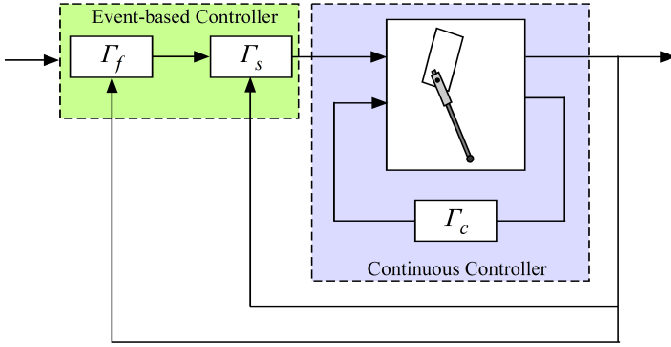 Event-based Controller
Γf
Γs
Γc
Continuous Controller